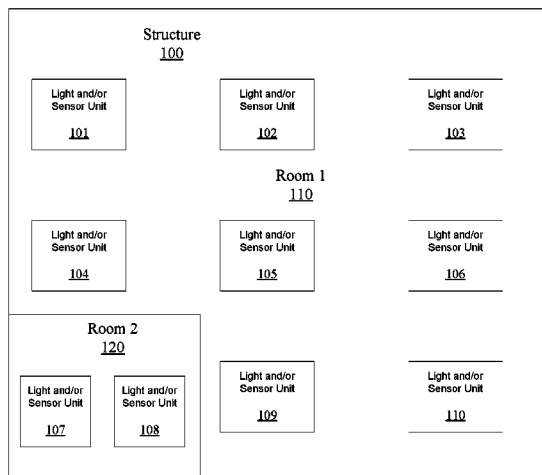 Structure
100
Light and/or
Sensor Unit
101
Light and/or
Sensor Unit
102
Light and/or
Sensor Unit
103
Room 1
110
Light and/or
Sensor Unit
104
Light and/or
Sensor Unit
105
Light and/or
Sensor Unit
106
Room 2
120
Light and/or
Sensor Unit
107
Light and/or
Sensor Unit
108
Light and/or
Sensor Unit
109
Light and/or
Sensor Unit
110